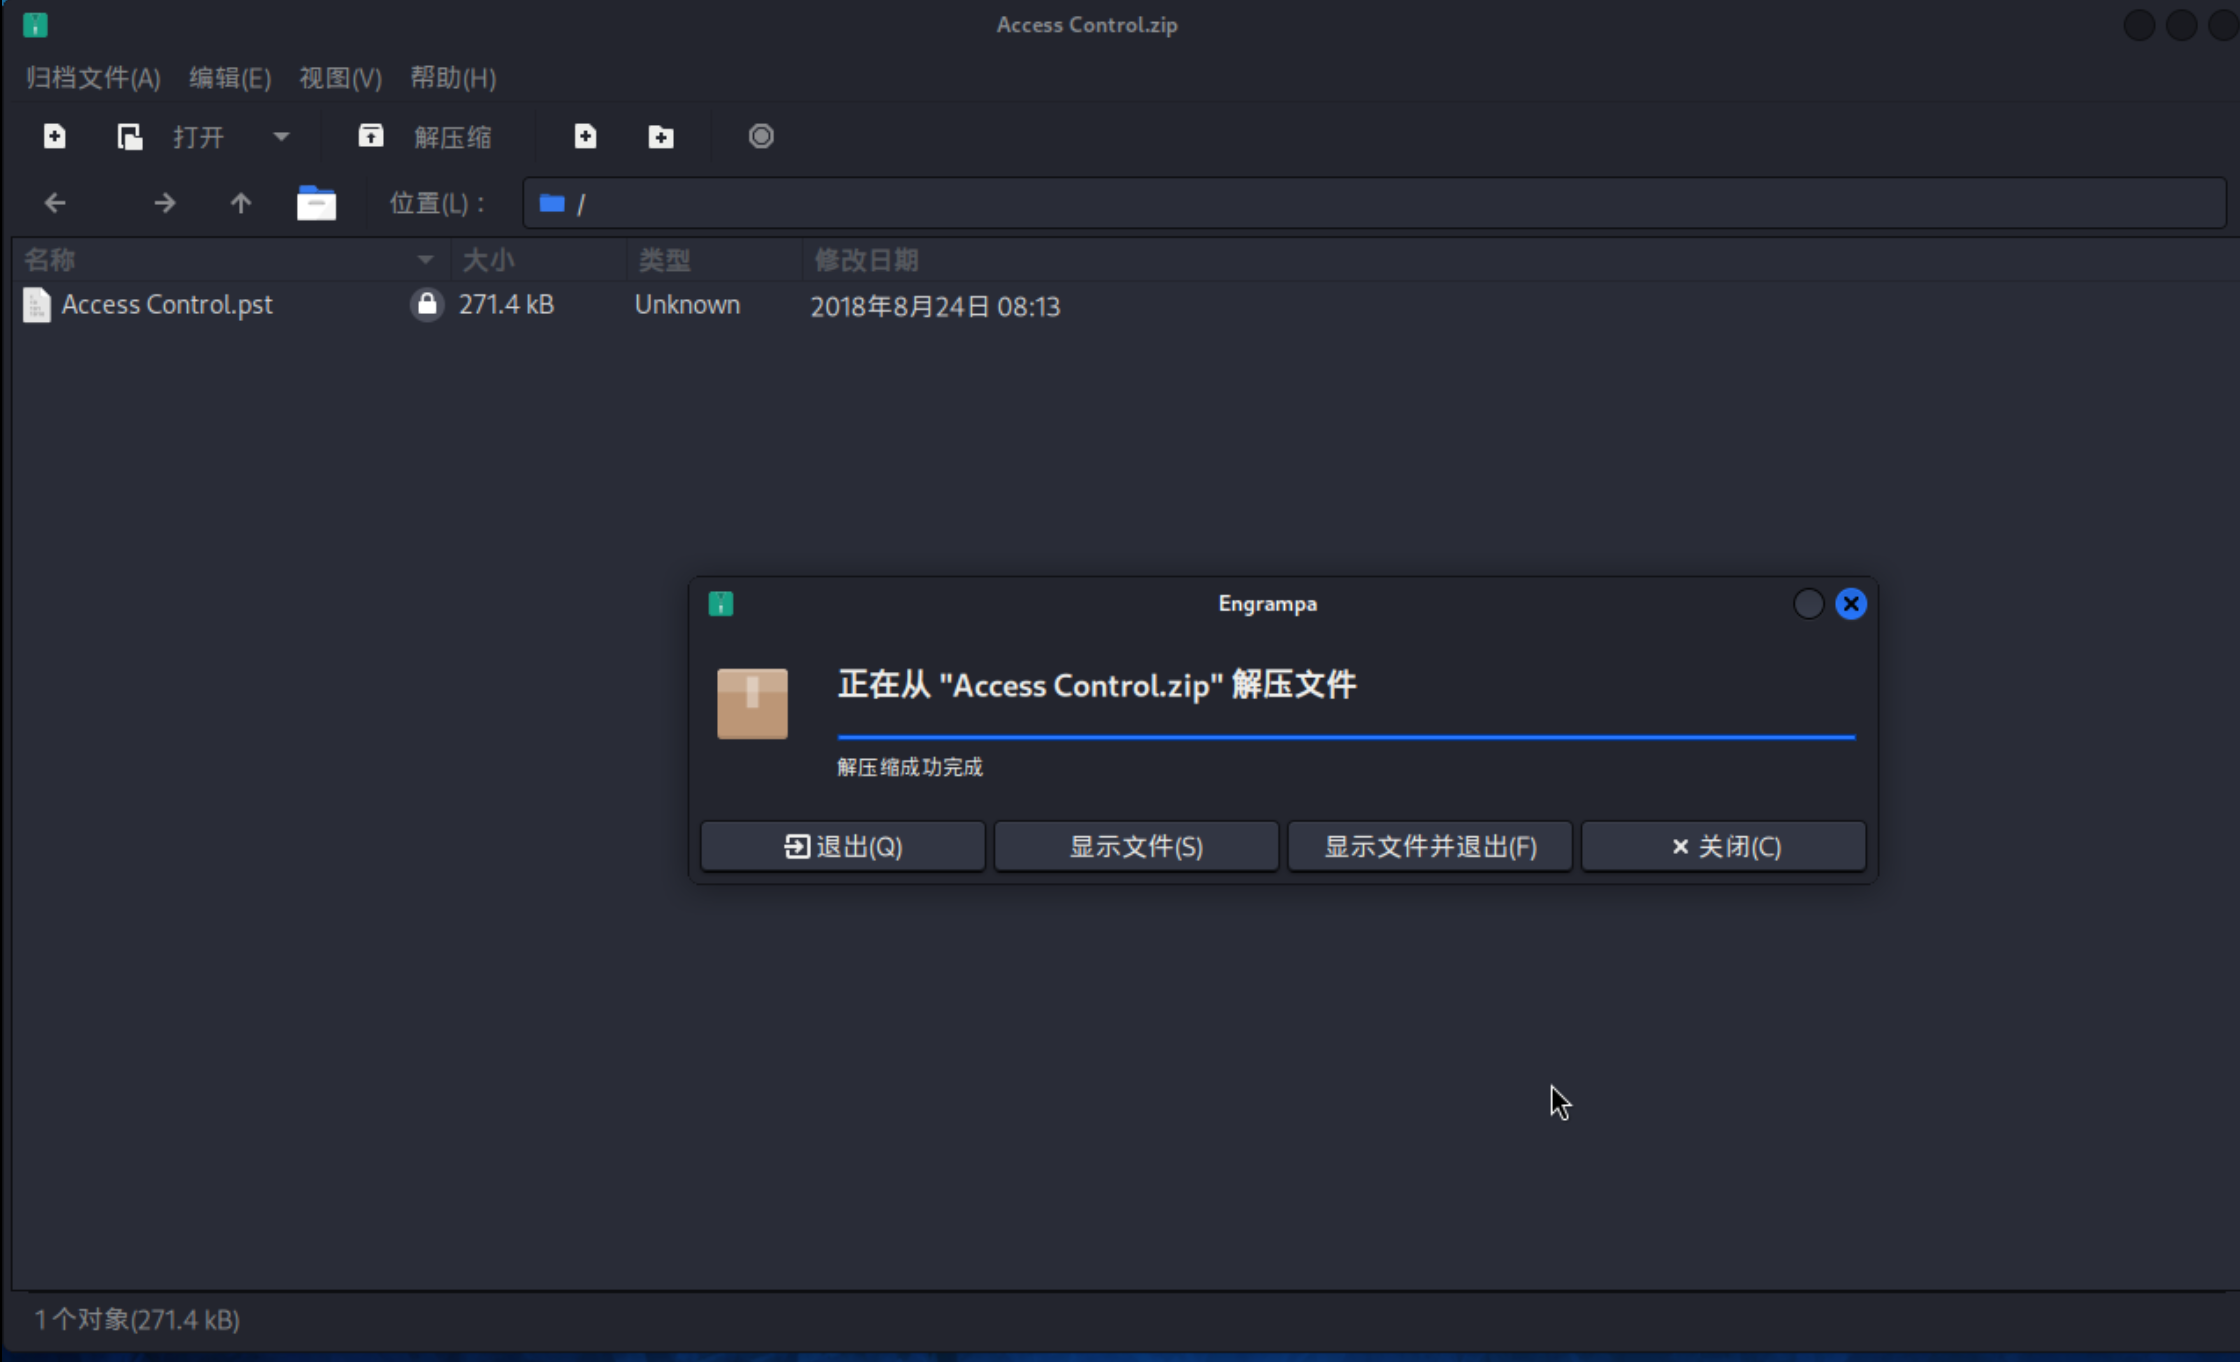 Access Control.zip
归档文件(A) 编辑(E) 视图(V) 帮助(H)
打开 解压缩
位置(L)： /
名称 大小 类型 修改日期
Access Control.pst 271.4 kB Unknown 2018年8月24日 08:13
Engrampa
正在从 "Access Control.zip" 解压文件
解压缩成功完成
退出(Q) 显示文件(S) 显示文件并退出(F) 关闭(C)
1 个对象(271.4 kB)